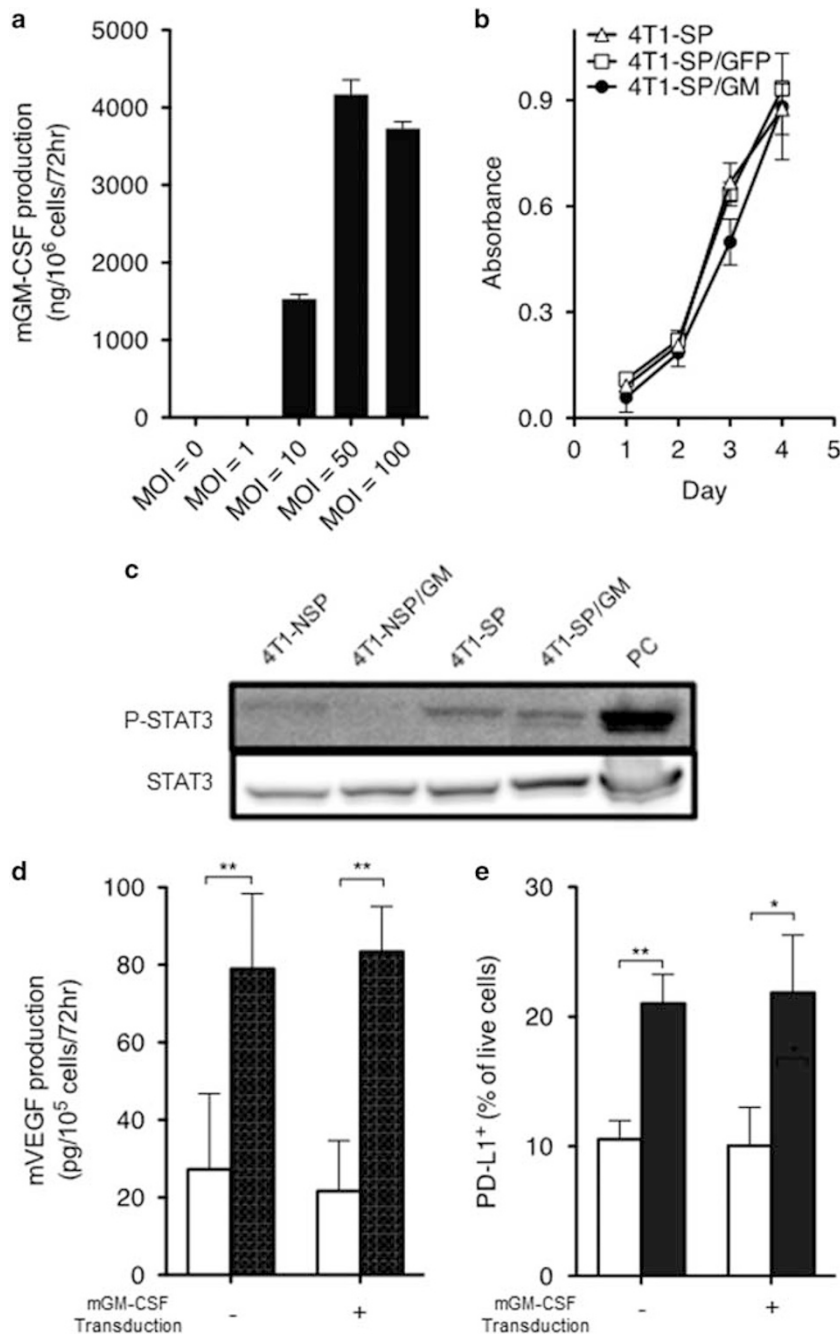 a
5000
4000
3000
2000
1000
0
mGM-CSF production
(ng/10⁶ cells/72hr)
MOI = 0
MOI = 1
MOI = 10
MOI = 50
MOI = 100
b
4T1-SP
4T1-SP/GFP
4T1-SP/GM
0.9
0.6
0.3
0.0
Absorbance
0 1 2 3 4 5
Day
c
4T1-NSP
4T1-NSP/GM
4T1-SP
4T1-SP/GM
PC
P-STAT3
STAT3
d
100
80
60
40
20
0
mVEGF production
(pg/10⁵ cells/72hr)
**
**
mGM-CSF
Transduction
- +
e
30
20
10
0
PD-L1⁺ (% of live cells)
**
*
*
mGM-CSF
Transduction
- +